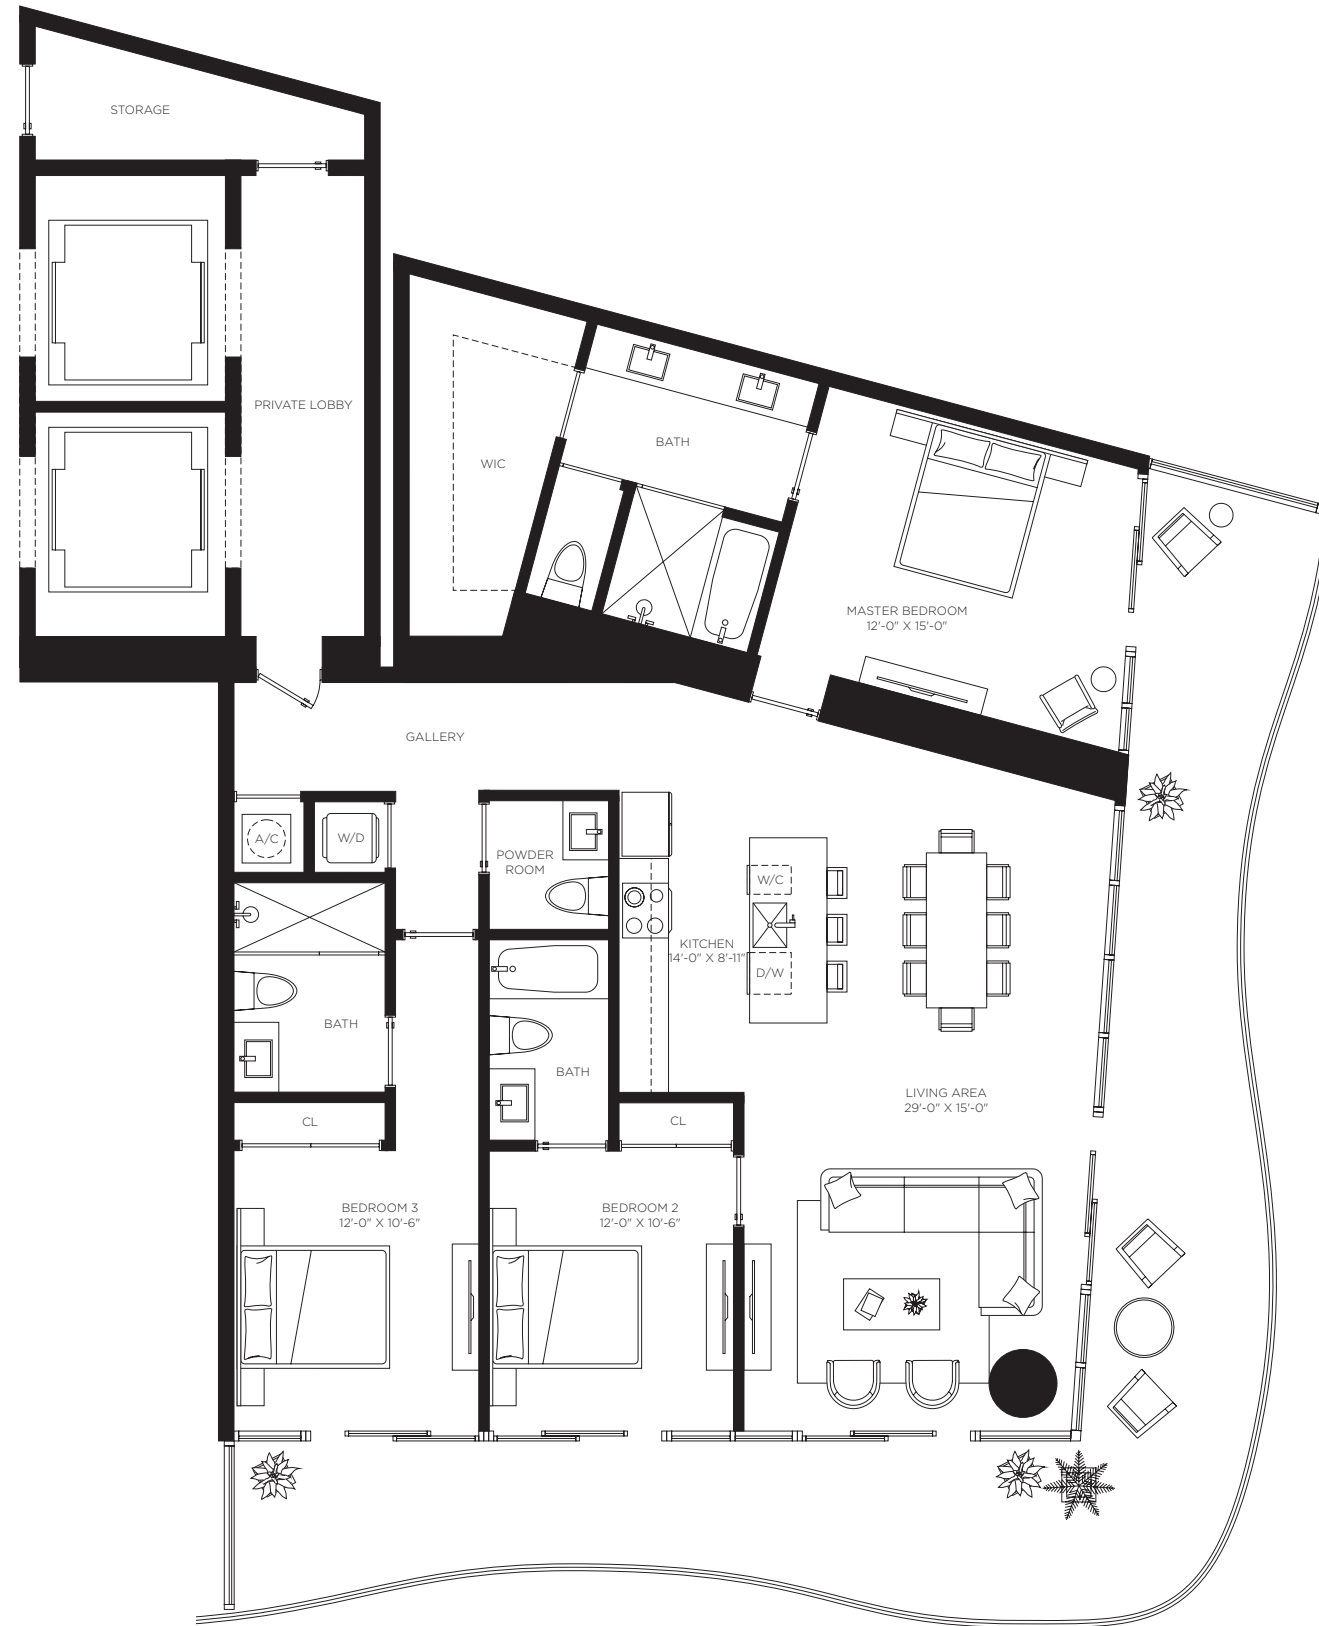 STORAGE
PRIVATE LOBBY
WIC
BATH
MASTER BEDROOM
12'-0" X 15'-0"
GALLERY
A/C
W/D
POWDER
ROOM
W/C
KITCHEN
14'-0" X 8'-11"
D/W
BATH
BATH
LIVING AREA
29'-0" X 15'-0"
CL
CL
BEDROOM 3
12'-0" X 10'-6"
BEDROOM 2
12'-0" X 10'-6"